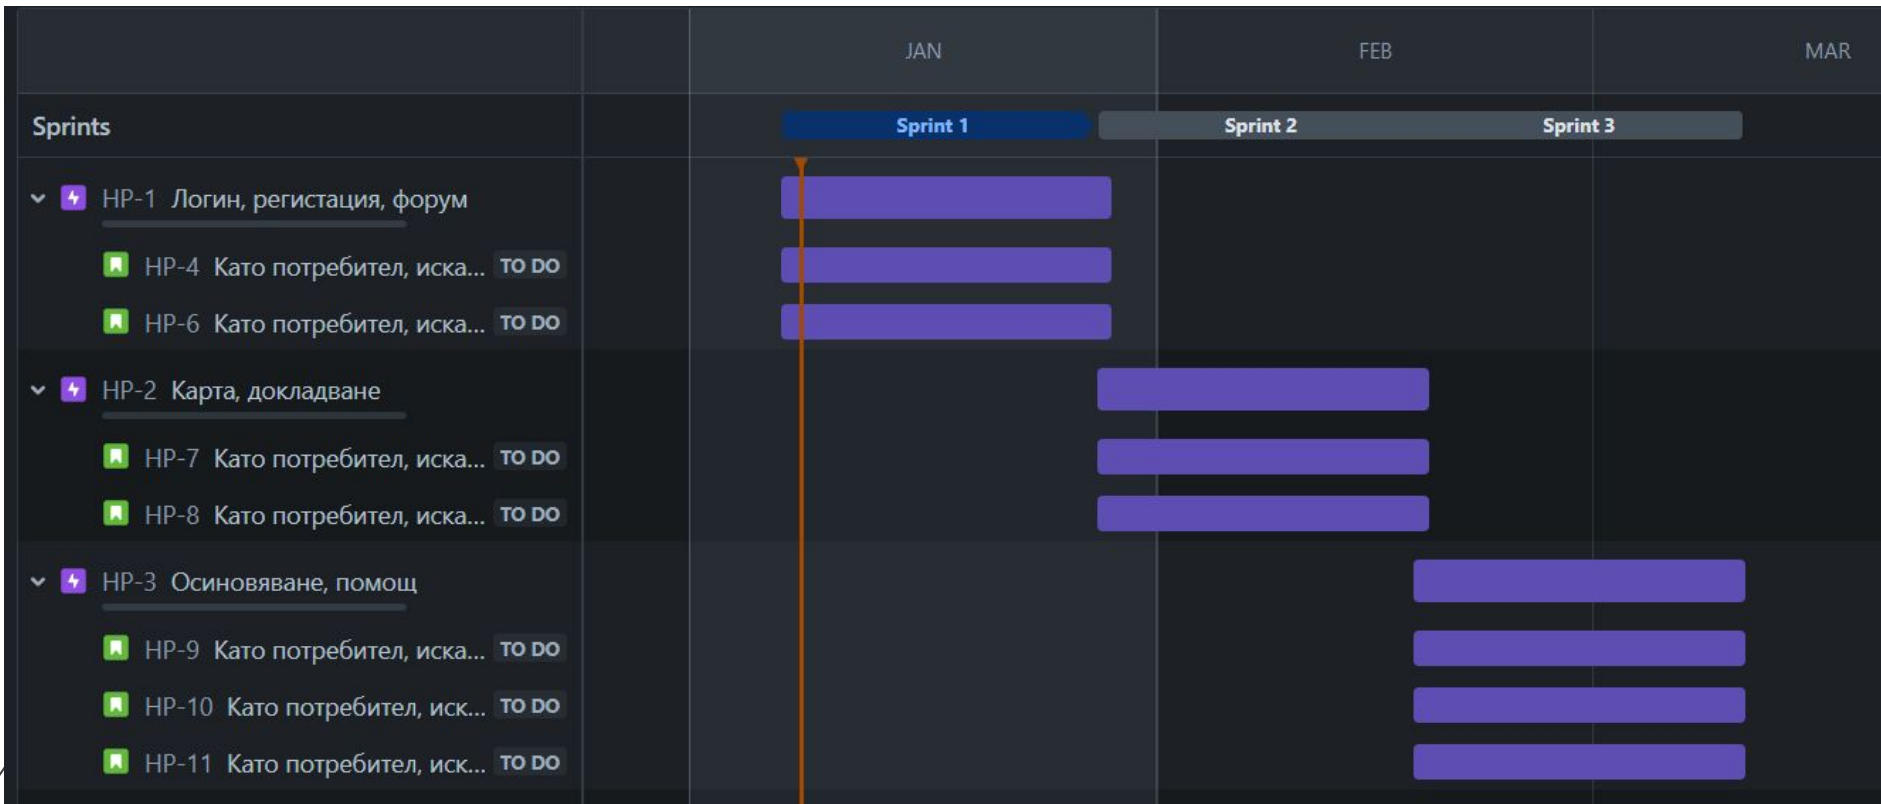 JAN FEB MAR
Sprints Sprint 1 Sprint 2 Sprint 3
HP-1 Логин, регистация, форум
HP-4 Като потребител, иска... TO DO
HP-6 Като потребител, иска... TO DO
HP-2 Карта, докладване
HP-7 Като потребител, иска... TO DO
HP-8 Като потребител, иска... TO DO
HP-3 Осиновяване, помощ
HP-9 Като потребител, иска... TO DO
HP-10 Като потребител, иск... TO DO
HP-11 Като потребител, иск... TO DO